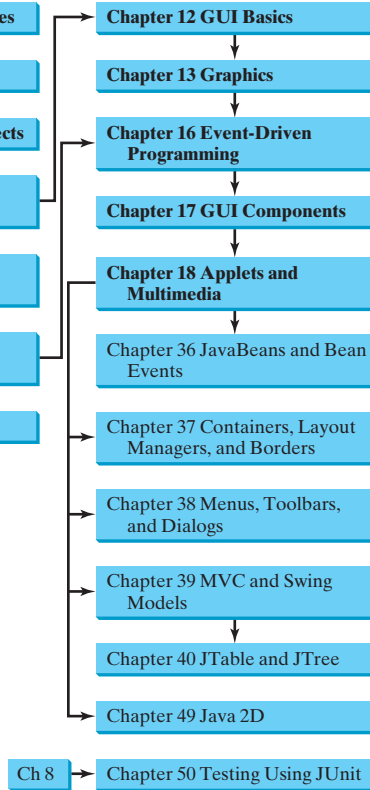 es
Chapter 12 GUI Basics
Chapter 13 Graphics
ects
Chapter 16 Event-Driven
Programming
Chapter 17 GUI Components
Chapter 18 Applets and
Multimedia
Chapter 36 JavaBeans and Bean
Events
Chapter 37 Containers, Layout
Managers, and Borders
Chapter 38 Menus, Toolbars,
and Dialogs
Chapter 39 MVC and Swing
Models
Chapter 40 JTable and JTree
Chapter 49 Java 2D
Ch 8
Chapter 50 Testing Using JUnit